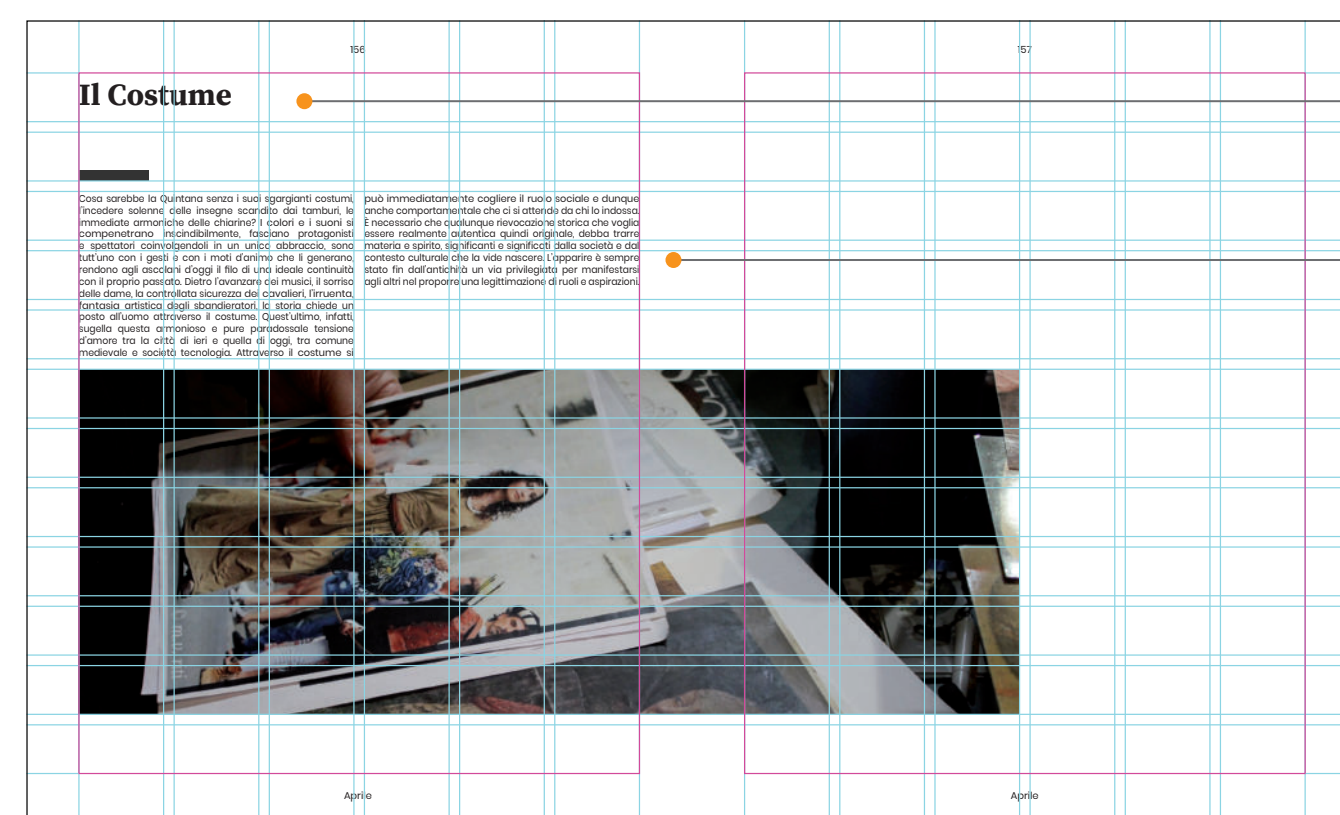 156
157
Il Costume
Cosa sarebbe la Quintana senza i suoi sgargianti costumi,
l'incedere solenne delle insegne scandito dai tamburi, le
immediate armoniche delle chiarine? I colori e i suoni si
compenetrano inscindibilmente, fasciano protagonisti
e spettatori coinvolgendoli in un unico abbraccio, sono
tutt'uno con i gesti e con i moti d'animo che li generano,
rendono agli ascolani d'oggi il filo di una ideale continuità
con il proprio passato. Dietro l'avanzare dei musici, il sorriso
delle dame, la controllata sicurezza dei cavalieri, l'irruenta,
fantasia artistica degli sbandieratori, la storia chiede un
posto all'uomo attraverso il costume. Quest'ultimo, infatti,
sugella questa armonioso e pure paradossale tensione
d'amore tra la città di ieri e quella di oggi, tra comune
medievale e società tecnologia. Attraverso il costume si
può immediatamente cogliere il ruolo sociale e dunque
anche comportamentale che ci si attende da chi lo indossa.
È necessario che qualunque rievocazione storica che voglia
essere realmente autentica quindi originale, debba trarre
materia e spirito, significanti e significati dalla società e dal
contesto culturale che la vide nascere. L'apparire è sempre
stato fin dall'antichità un via privilegiata per manifestarsi
agli altri nel proporre una legittimazione di ruoli e aspirazioni.
Aprile
Aprile